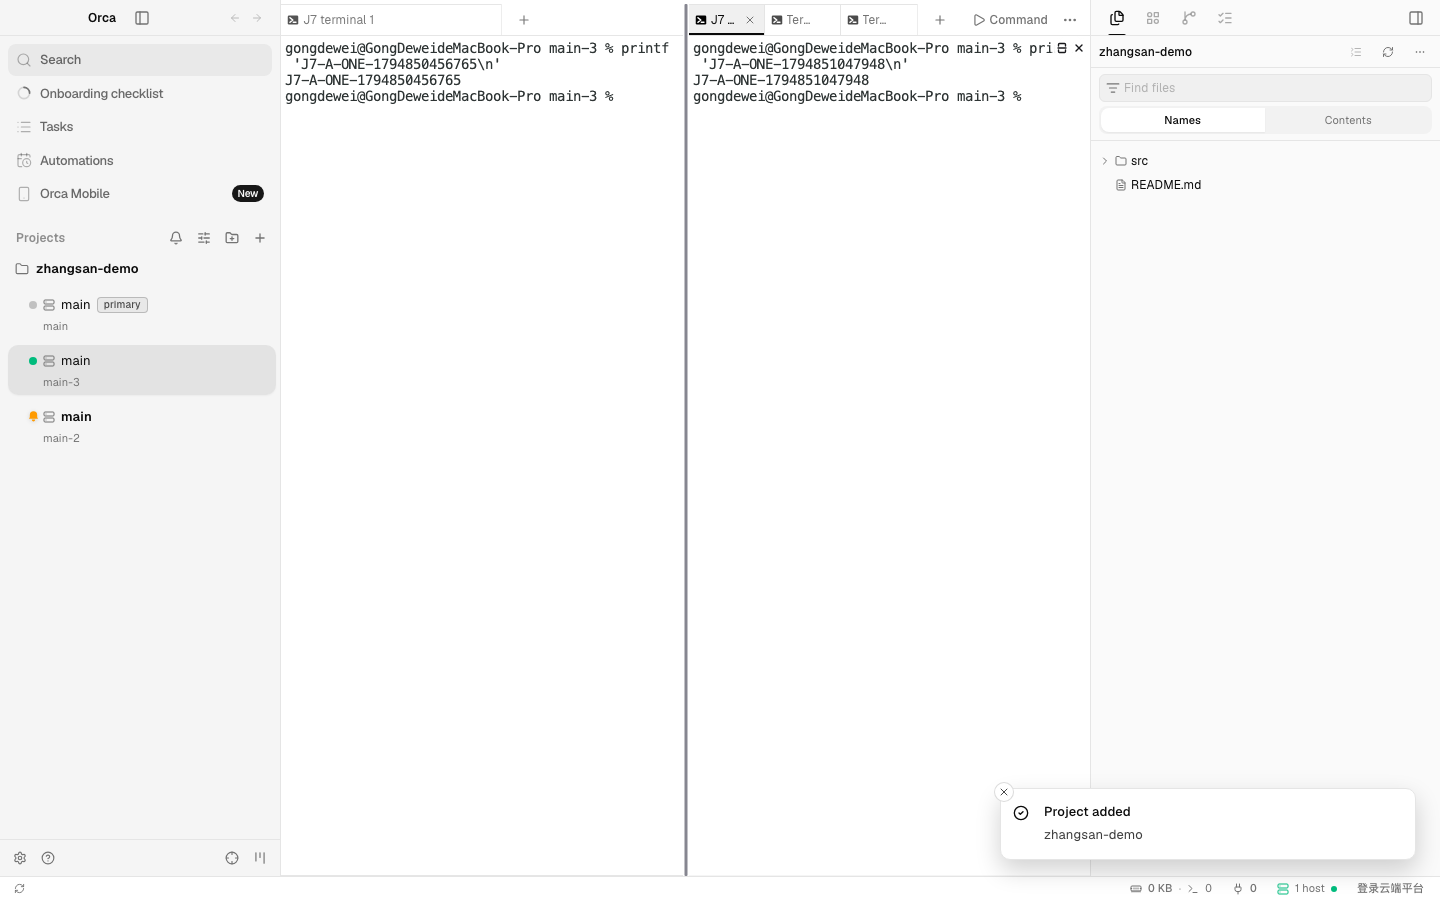 Orca
Search
Onboarding checklist
Tasks
Automations
Orca Mobile
New
Projects
zhangsan-demo
main primary
main
main
main-3
main
main-2
J7 terminal 1
gongdewei@GongDeweideMacBook-Pro main-3 % printf
'J7-A-ONE-1794850456765\n'
J7-A-ONE-1794850456765
gongdewei@GongDeweideMacBook-Pro main-3 %
J7 ...
Ter...
Ter...
Command
gongdewei@GongDeweideMacBook-Pro main-3 % pri
'J7-A-ONE-1794851047948\n'
J7-A-ONE-1794851047948
gongdewei@GongDeweideMacBook-Pro main-3 %
zhangsan-demo
Find files
Names
Contents
src
README.md
Project added
zhangsan-demo
0 KB · 0
0
1 host
登录云端平台